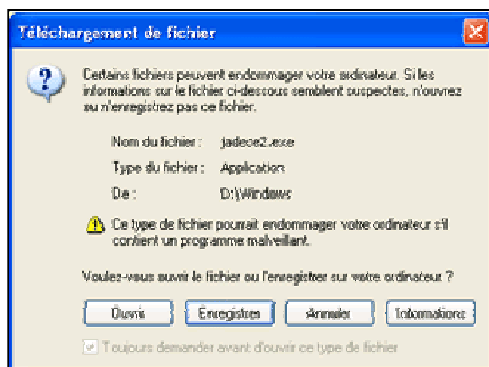 Téléchargement de fichier
Certains fichiers peuvent endommager votre ordinateur. Si les
informations sur le fichier ci-dessous semblent suspectes, n'ouvrez
ou n'enregistrez pas ce fichier.
Nom du fichier : jadece2.exe
Type du fichier : Application
De : D:\Windows
Ce type de fichier pourrait endommager votre ordinateur s'il
contient un programme malveillant.
Voulez-vous ouvrir le fichier ou l'enregistrer sur votre ordinateur ?
Ouvrir Enregistrer Annuler Informations
Toujours demander avant d'ouvrir ce type de fichier